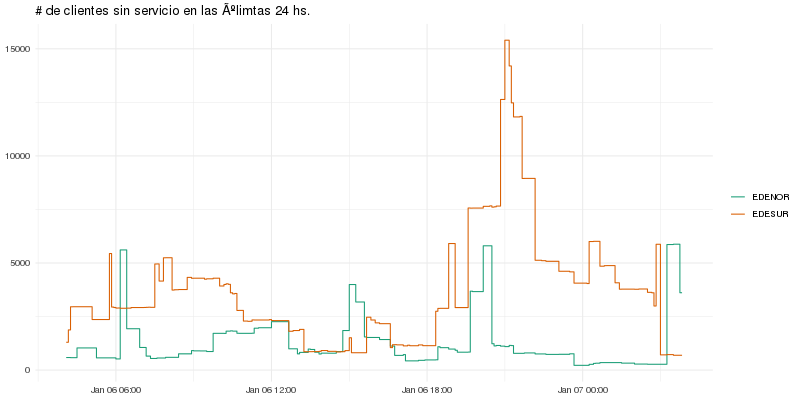 # de clientes sin servicio en las Ãºlimtas 24 hs.
15000
10000
5000
0
Jan 06 06:00
Jan 06 12:00
Jan 06 18:00
Jan 07 00:00
EDENOR
EDESUR